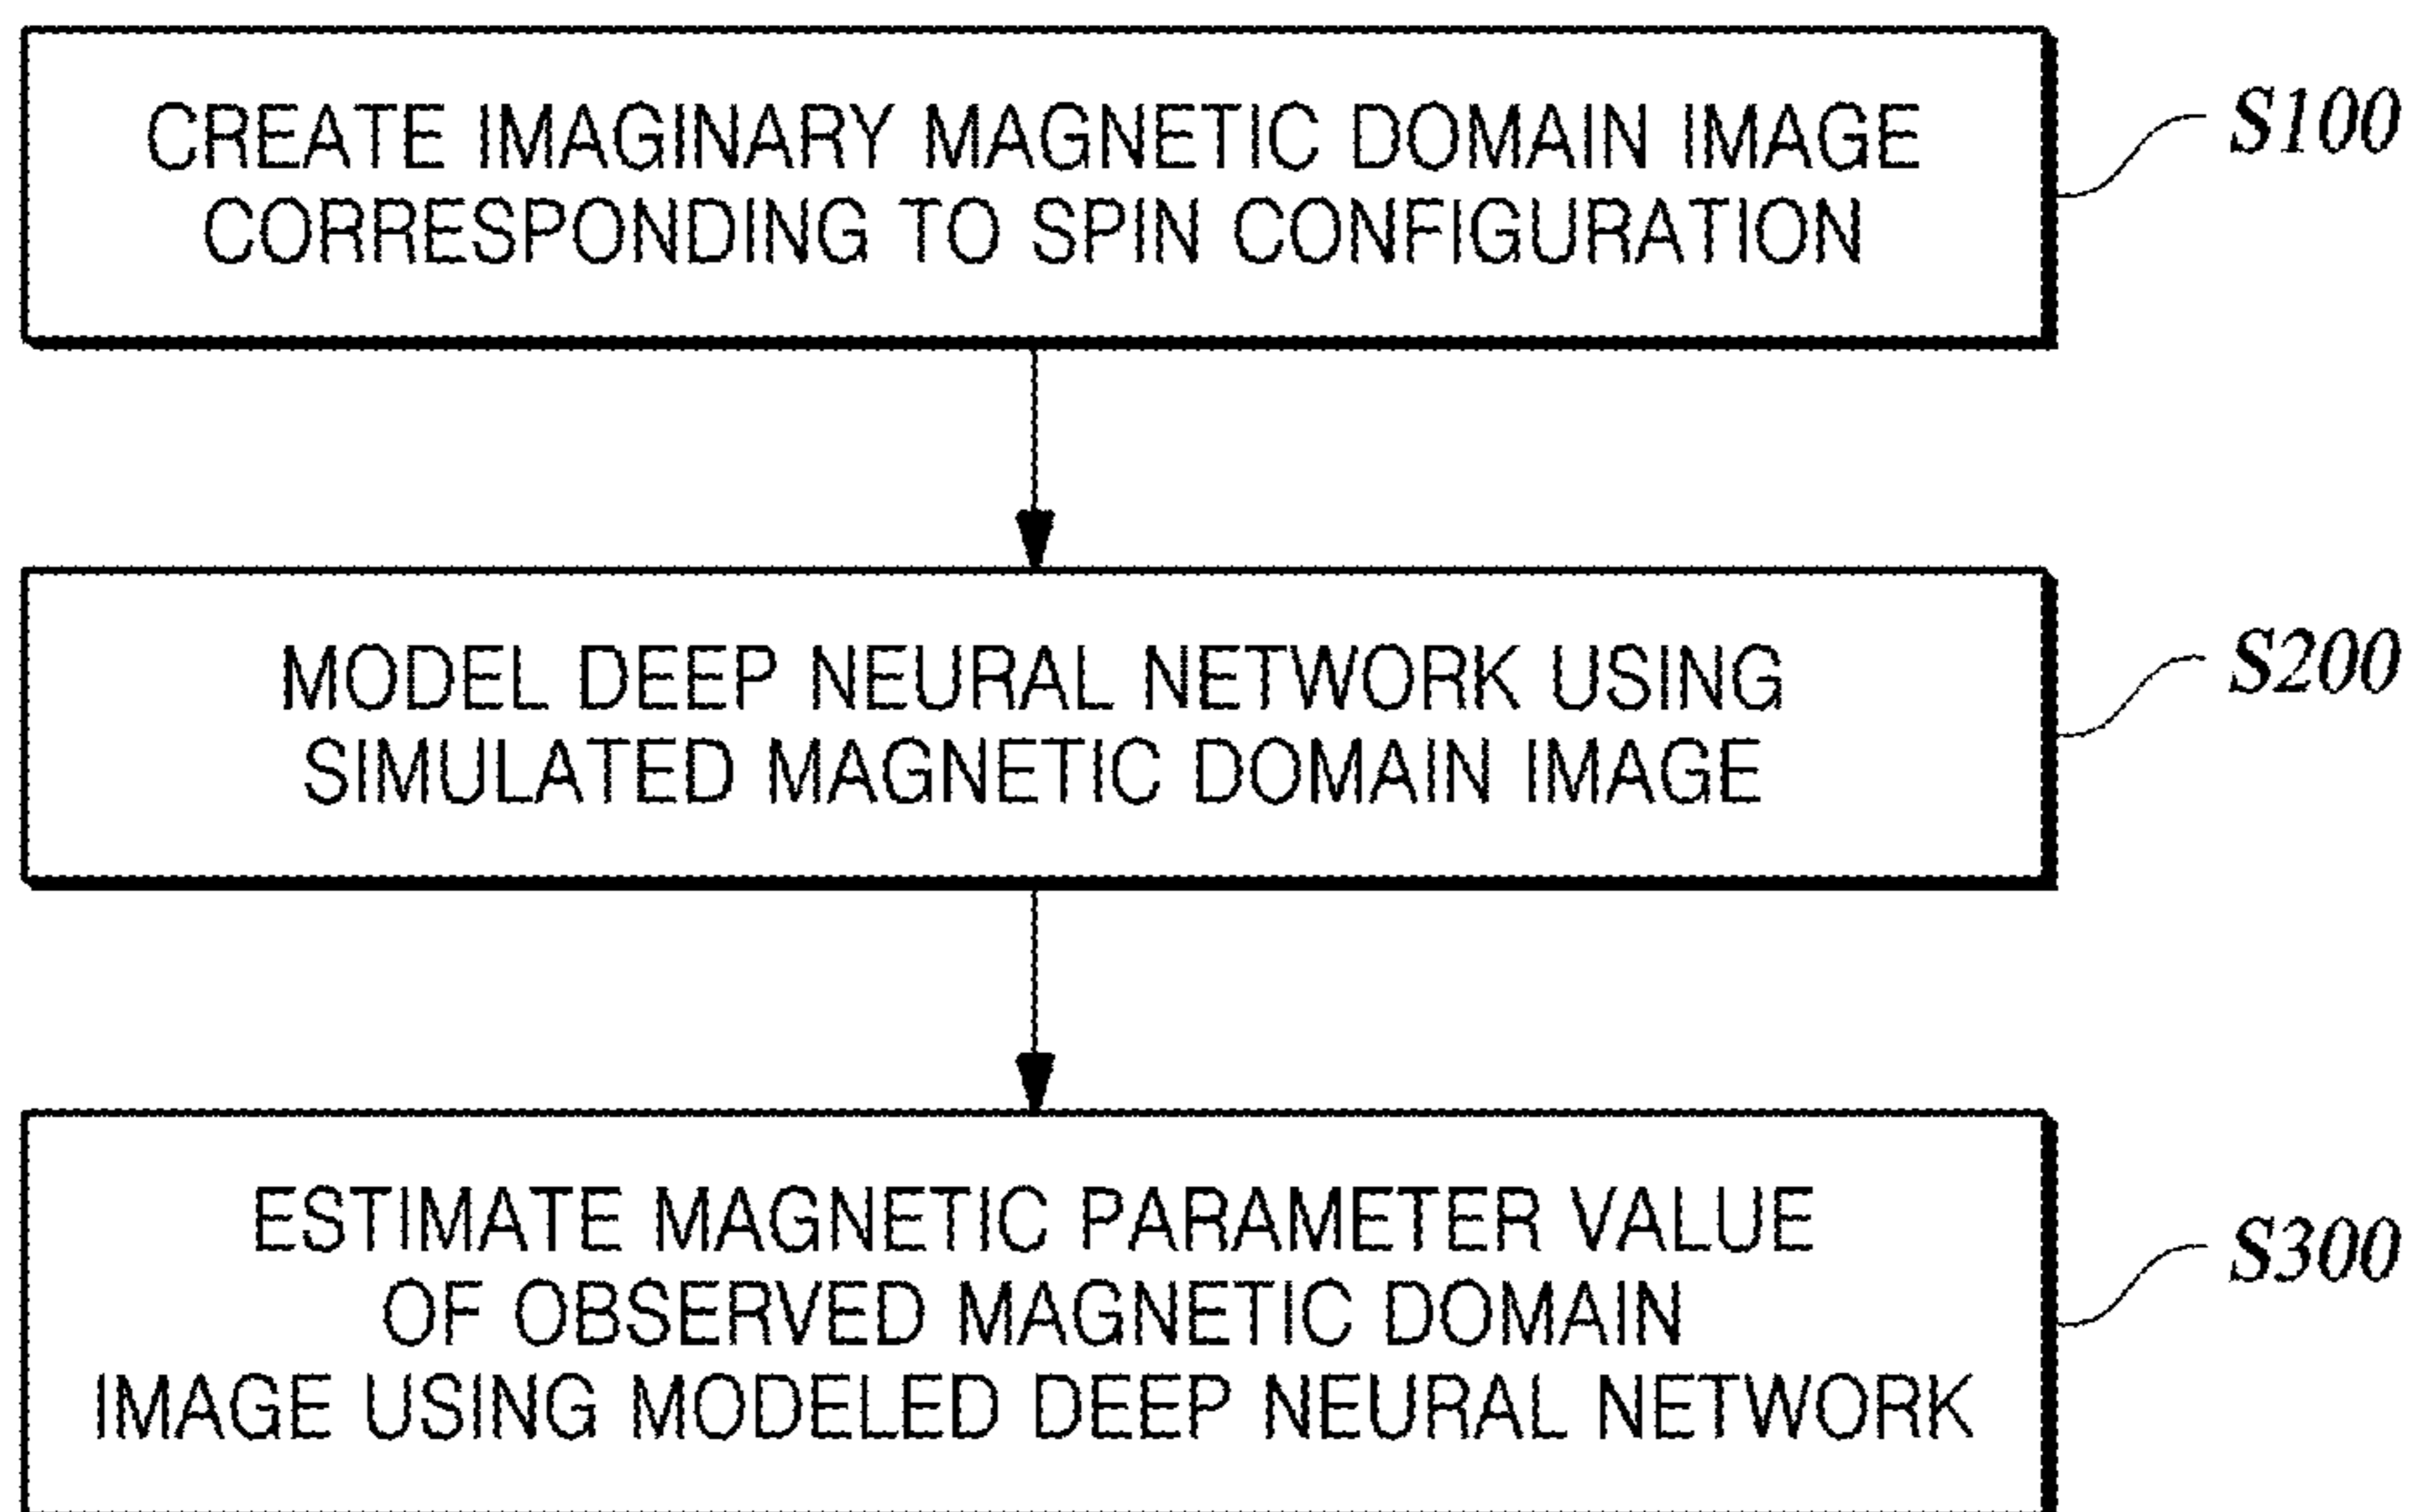 CREATE IMAGINARY MAGNETIC DOMAIN IMAGE
CORRESPONDING TO SPIN CONFIGURATION
S100
MODEL DEEP NEURAL NETWORK USING
SIMULATED MAGNETIC DOMAIN IMAGE
S200
ESTIMATE MAGNETIC PARAMETER VALUE
OF OBSERVED MAGNETIC DOMAIN
IMAGE USING MODELED DEEP NEURAL NETWORK
S300